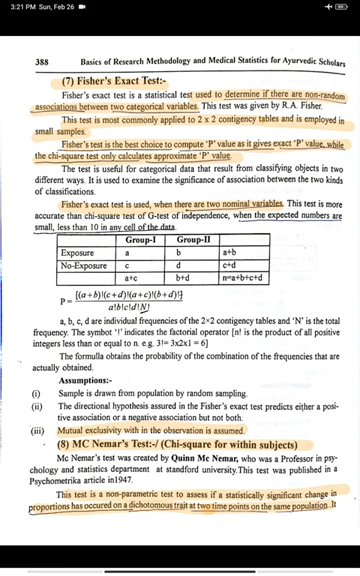 3:21 PM Sun, Feb 26
388 Basics of Research Methodology and Medical Statistics for Ayurvedic Scholars
(7) Fisher's Exact Test:-
Fisher's exact test is a statistical test used to determine if there are non-random
associations between two categorical variables. This test was given by R.A. Fisher.
This test is most commonly applied to 2 x 2 contigency tables and is employed in
small samples.
Fisher's test is the best choice to compute 'P' value as it gives exact 'P' value, while
the chi-square test only calculates approximate 'P' value.
The test is useful for categorical data that result from classifying objects in two
different ways. It is used to examine the significance of association between the two kinds
of classifications.
Fisher's exact test is used, when there are two nominal variables. This test is more
accurate than chi-square test of G-test of independence, when the expected numbers are
small, less than 10 in any cell of the data.
Group-I Group-II
Exposure a b a+b
No-Exposure c d c+d
a+c b+d n=a+b+c+d
P = [(a+b)!(c+d)!(a+c)!(b+d)!]
a!b!c!d!N!
a, b, c, d are individual frequencies of the 2×2 contigency tables and 'N' is the total
frequency. The symbol '!' indicates the factorial operator [n! is the product of all positive
integers less than or equal to n. e.g. 3!= 3x2x1 = 6]
The formula obtains the probability of the combination of the frequencies that are
actually obtained.
Assumptions:-
(i) Sample is drawn from population by random sampling.
(ii) The directional hypothesis assured in the Fisher's exact test predicts either a posi-
tive association or a negative association but not both.
(iii) Mutual exclusivity with in the observation is assumed.
(8) MC Nemar's Test:-/ (Chi-square for within subjects)
Mc Nemar's test was created by Quinn Mc Nemar, who was a Professor in psy-
chology and statistics department at standford university.This test was published in a
Psychometrika article in1947.
This test is a non-parametric test to assess if a statistically significant change in
proportions has occured on a dichotomous trait at two time points on the same population .It